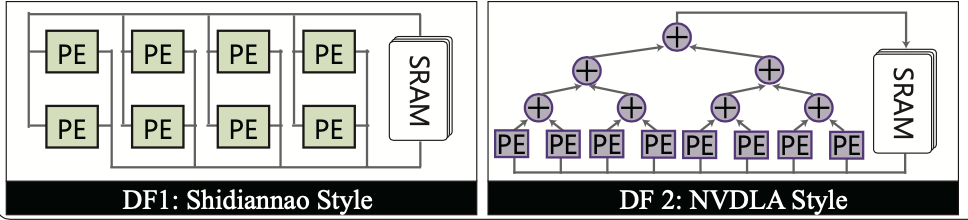 PE PE PE PE
PE PE PE PE
SRAM
DF1: Shidiannao Style
+
+ +
+ + + +
PE PE PE PE PE PE PE PE
SRAM
DF 2: NVDLA Style